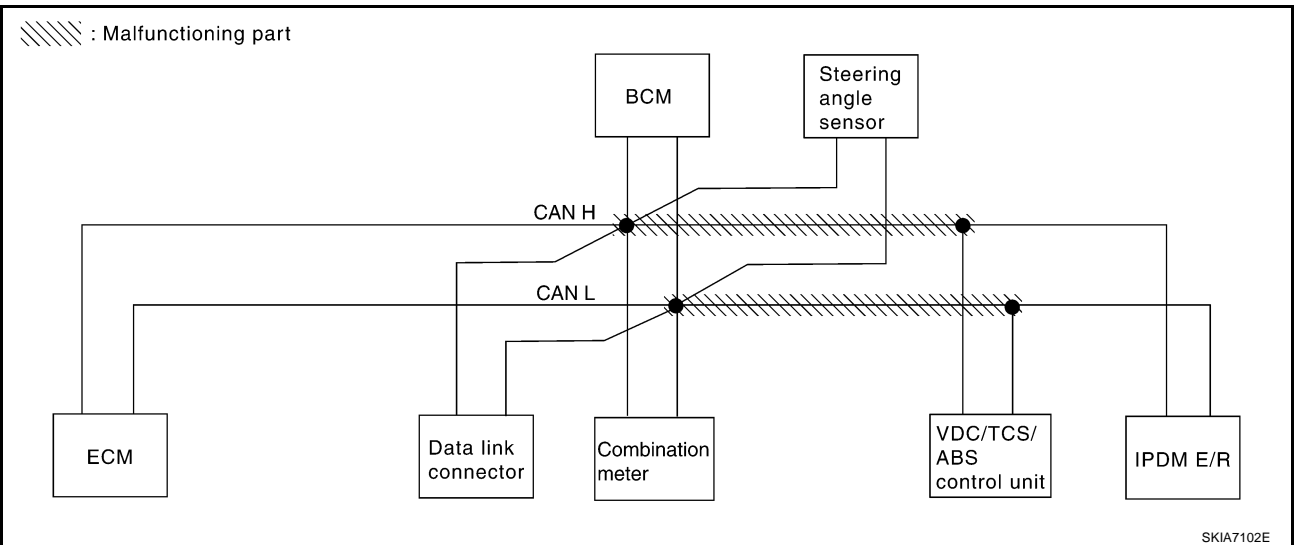 : Malfunctioning part
BCM
Steering
angle
sensor
CAN H
CAN L
ECM
Data link
connector
Combination
meter
VDC/TCS/
ABS
control unit
IPDM E/R
SKIA7102E